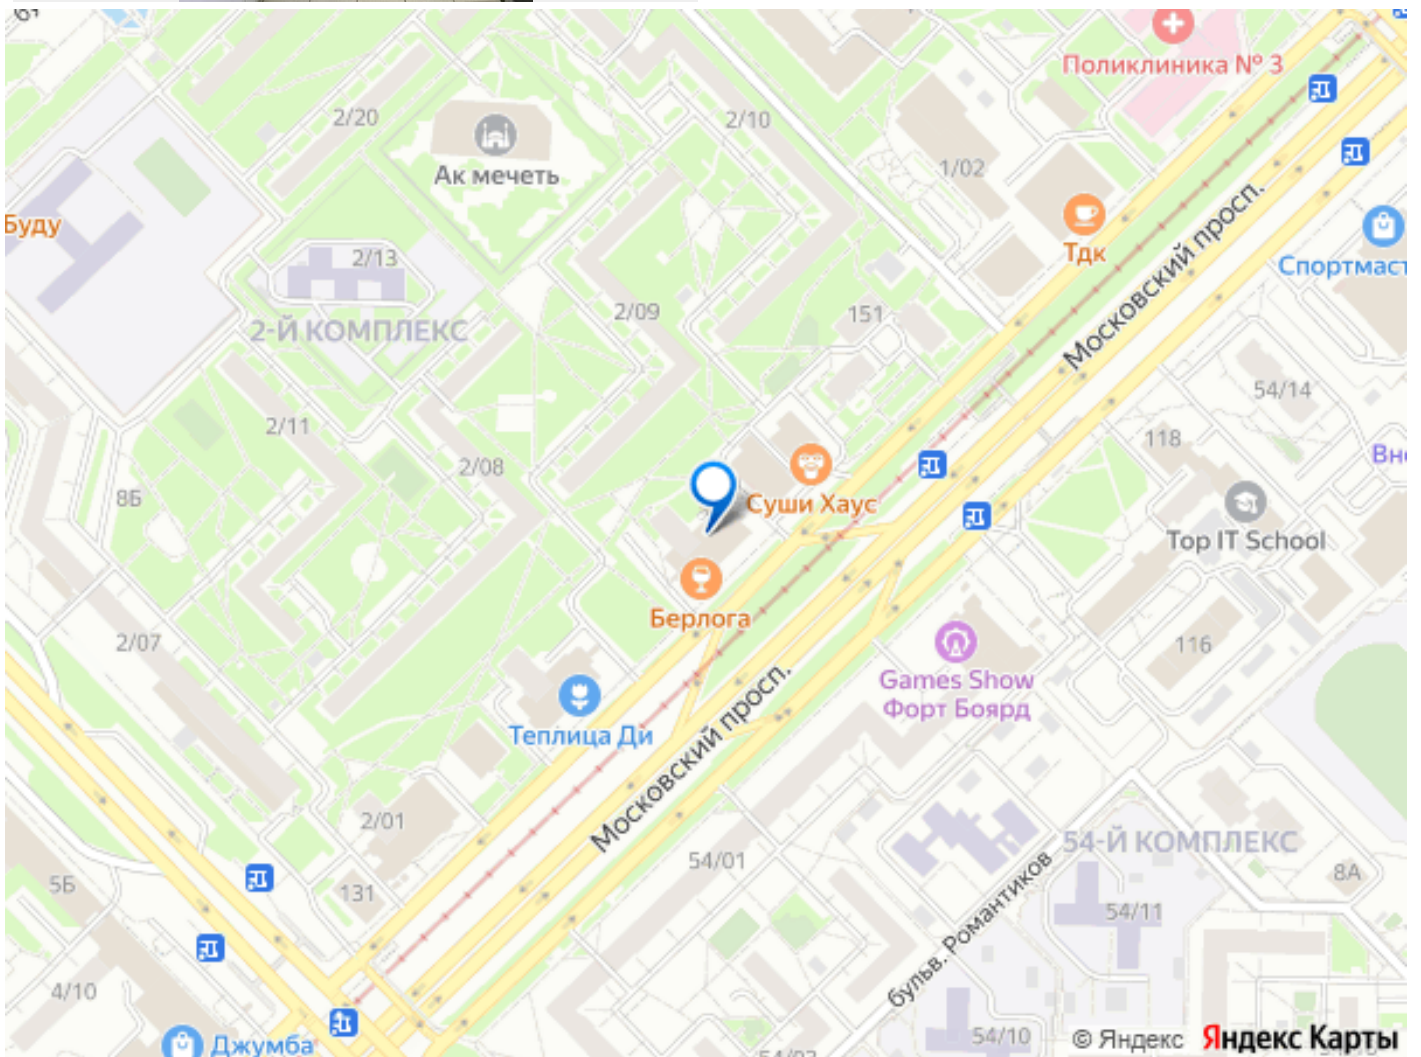 Поликлиника № 3
2/20
2/10
Ак мечеть
1/02
Московский просп.
Буду
Тдк
Спортмаст
2/13
2/09
151
2-Й КОМПЛЕКС
54/14
2/11
118
2/08
Вне
8Б
Суши Хаус
Top IT School
Берлога
2/07
116
Games Show
Форт Боярд
Теплица Ди
Московский просп.
2/01
54-Й КОМПЛЕКС
54/01
8А
5Б
131
54/11
бульв. Романтиков
4/10
54/10
© Яндекс Яндекс Карты
Джумба